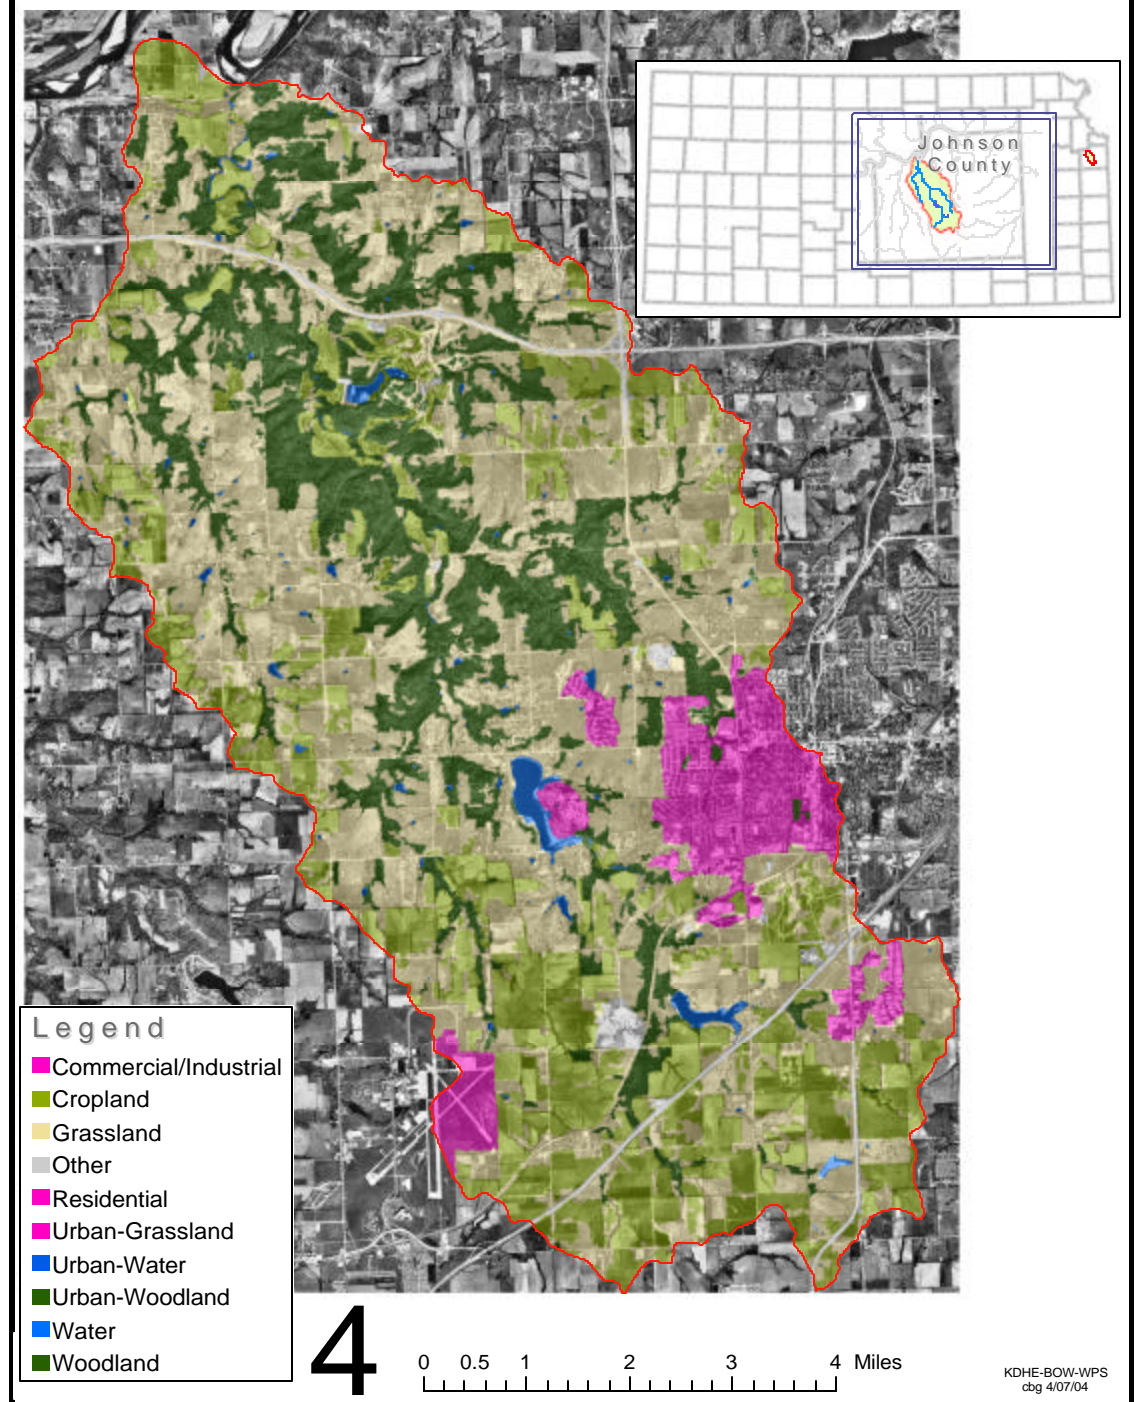 Johnson
County
Legend
Commercial/Industrial
Cropland
Grassland
Other
Residential
Urban-Grassland
Urban-Water
Urban-Woodland
Water
Woodland
4
0 0.5 1 2 3 4 Miles
KDHE-BOW-WPS
cbg 4/07/04